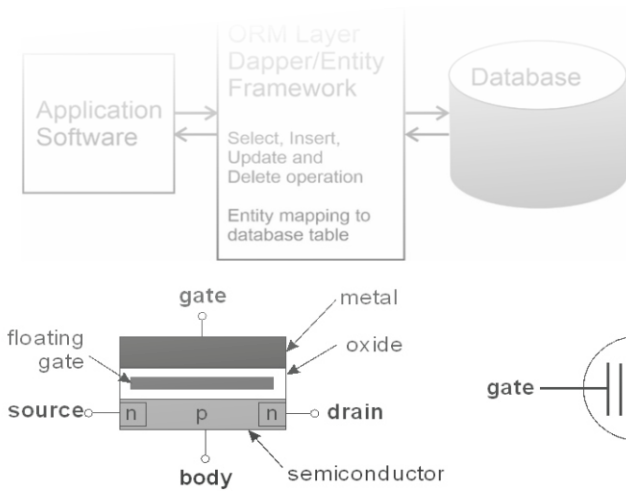 ORM Layer
Dapper/Entity
Framework
Application
Software
Select, Insert,
Update and
Delete operation
Entity mapping to
database table
Database
gate
metal
floating
gate
oxide
source
n
p
n
drain
body
semiconductor
gate